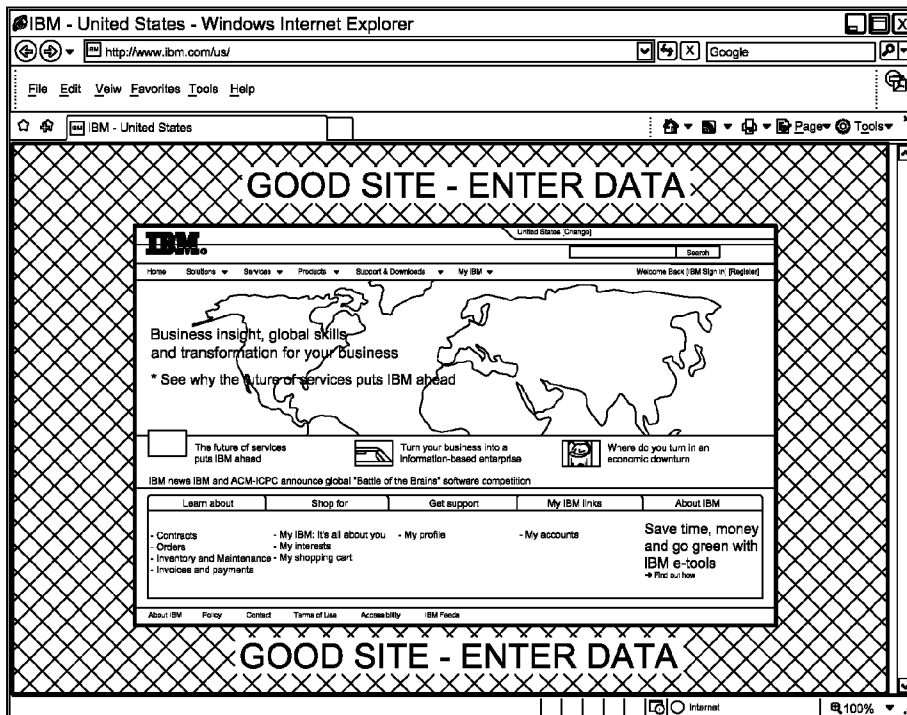 IBM - United States - Windows Internet Explorer
http://www.ibm.com/us/
Google
File Edit Veiw Favorites Tools Help
IBM - United States
Page Tools
GOOD SITE - ENTER DATA
United States [Change]
IBM
Search
Home Solutions Services Products Support & Downloads My IBM Welcome Back [IBM Sign in] [Register]
Business insight, global skills
and transformation for your business
* See why the future of services puts IBM ahead
The future of services
puts IBM ahead
Turn your business into a
information-based enterprise
Where do you turn in an
economic downturn
IBM news IBM and ACM-ICPC announce global "Battle of the Brains" software competition
Learn about Shop for Get support My IBM links About IBM
- Contracts
- Orders
- Inventory and Maintenance
- Invoices and payments
- My IBM: It's all about you
- My interests
- My shopping cart
- My profile
- My accounts
Save time, money
and go green with
IBM e-tools
→ Find out how
About IBM Policy Contact Terms of Use Accessibility IBM Feeds
GOOD SITE - ENTER DATA
Internet 100%